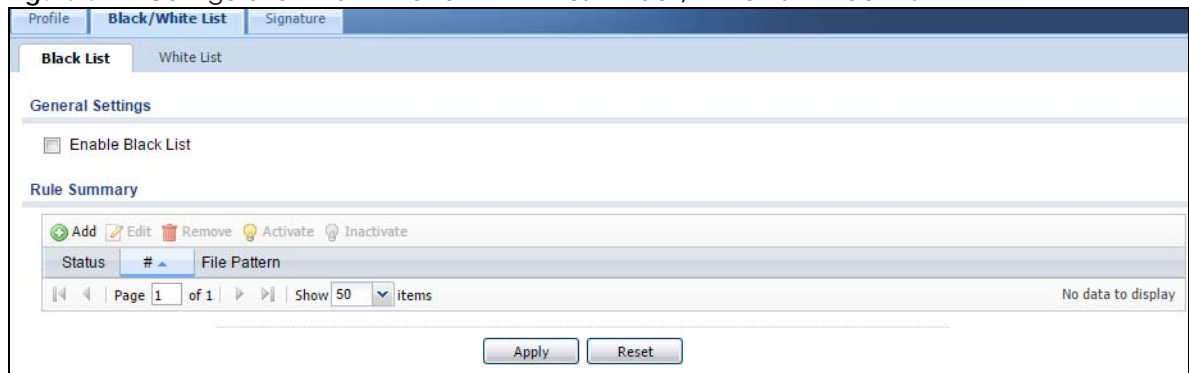 Profile Black/White List Signature
Black List White List
General Settings
Enable Black List
Rule Summary
Add Edit Remove Activate Inactivate
Status # File Pattern
Page 1 of 1 Show 50 items No data to display
Apply Reset